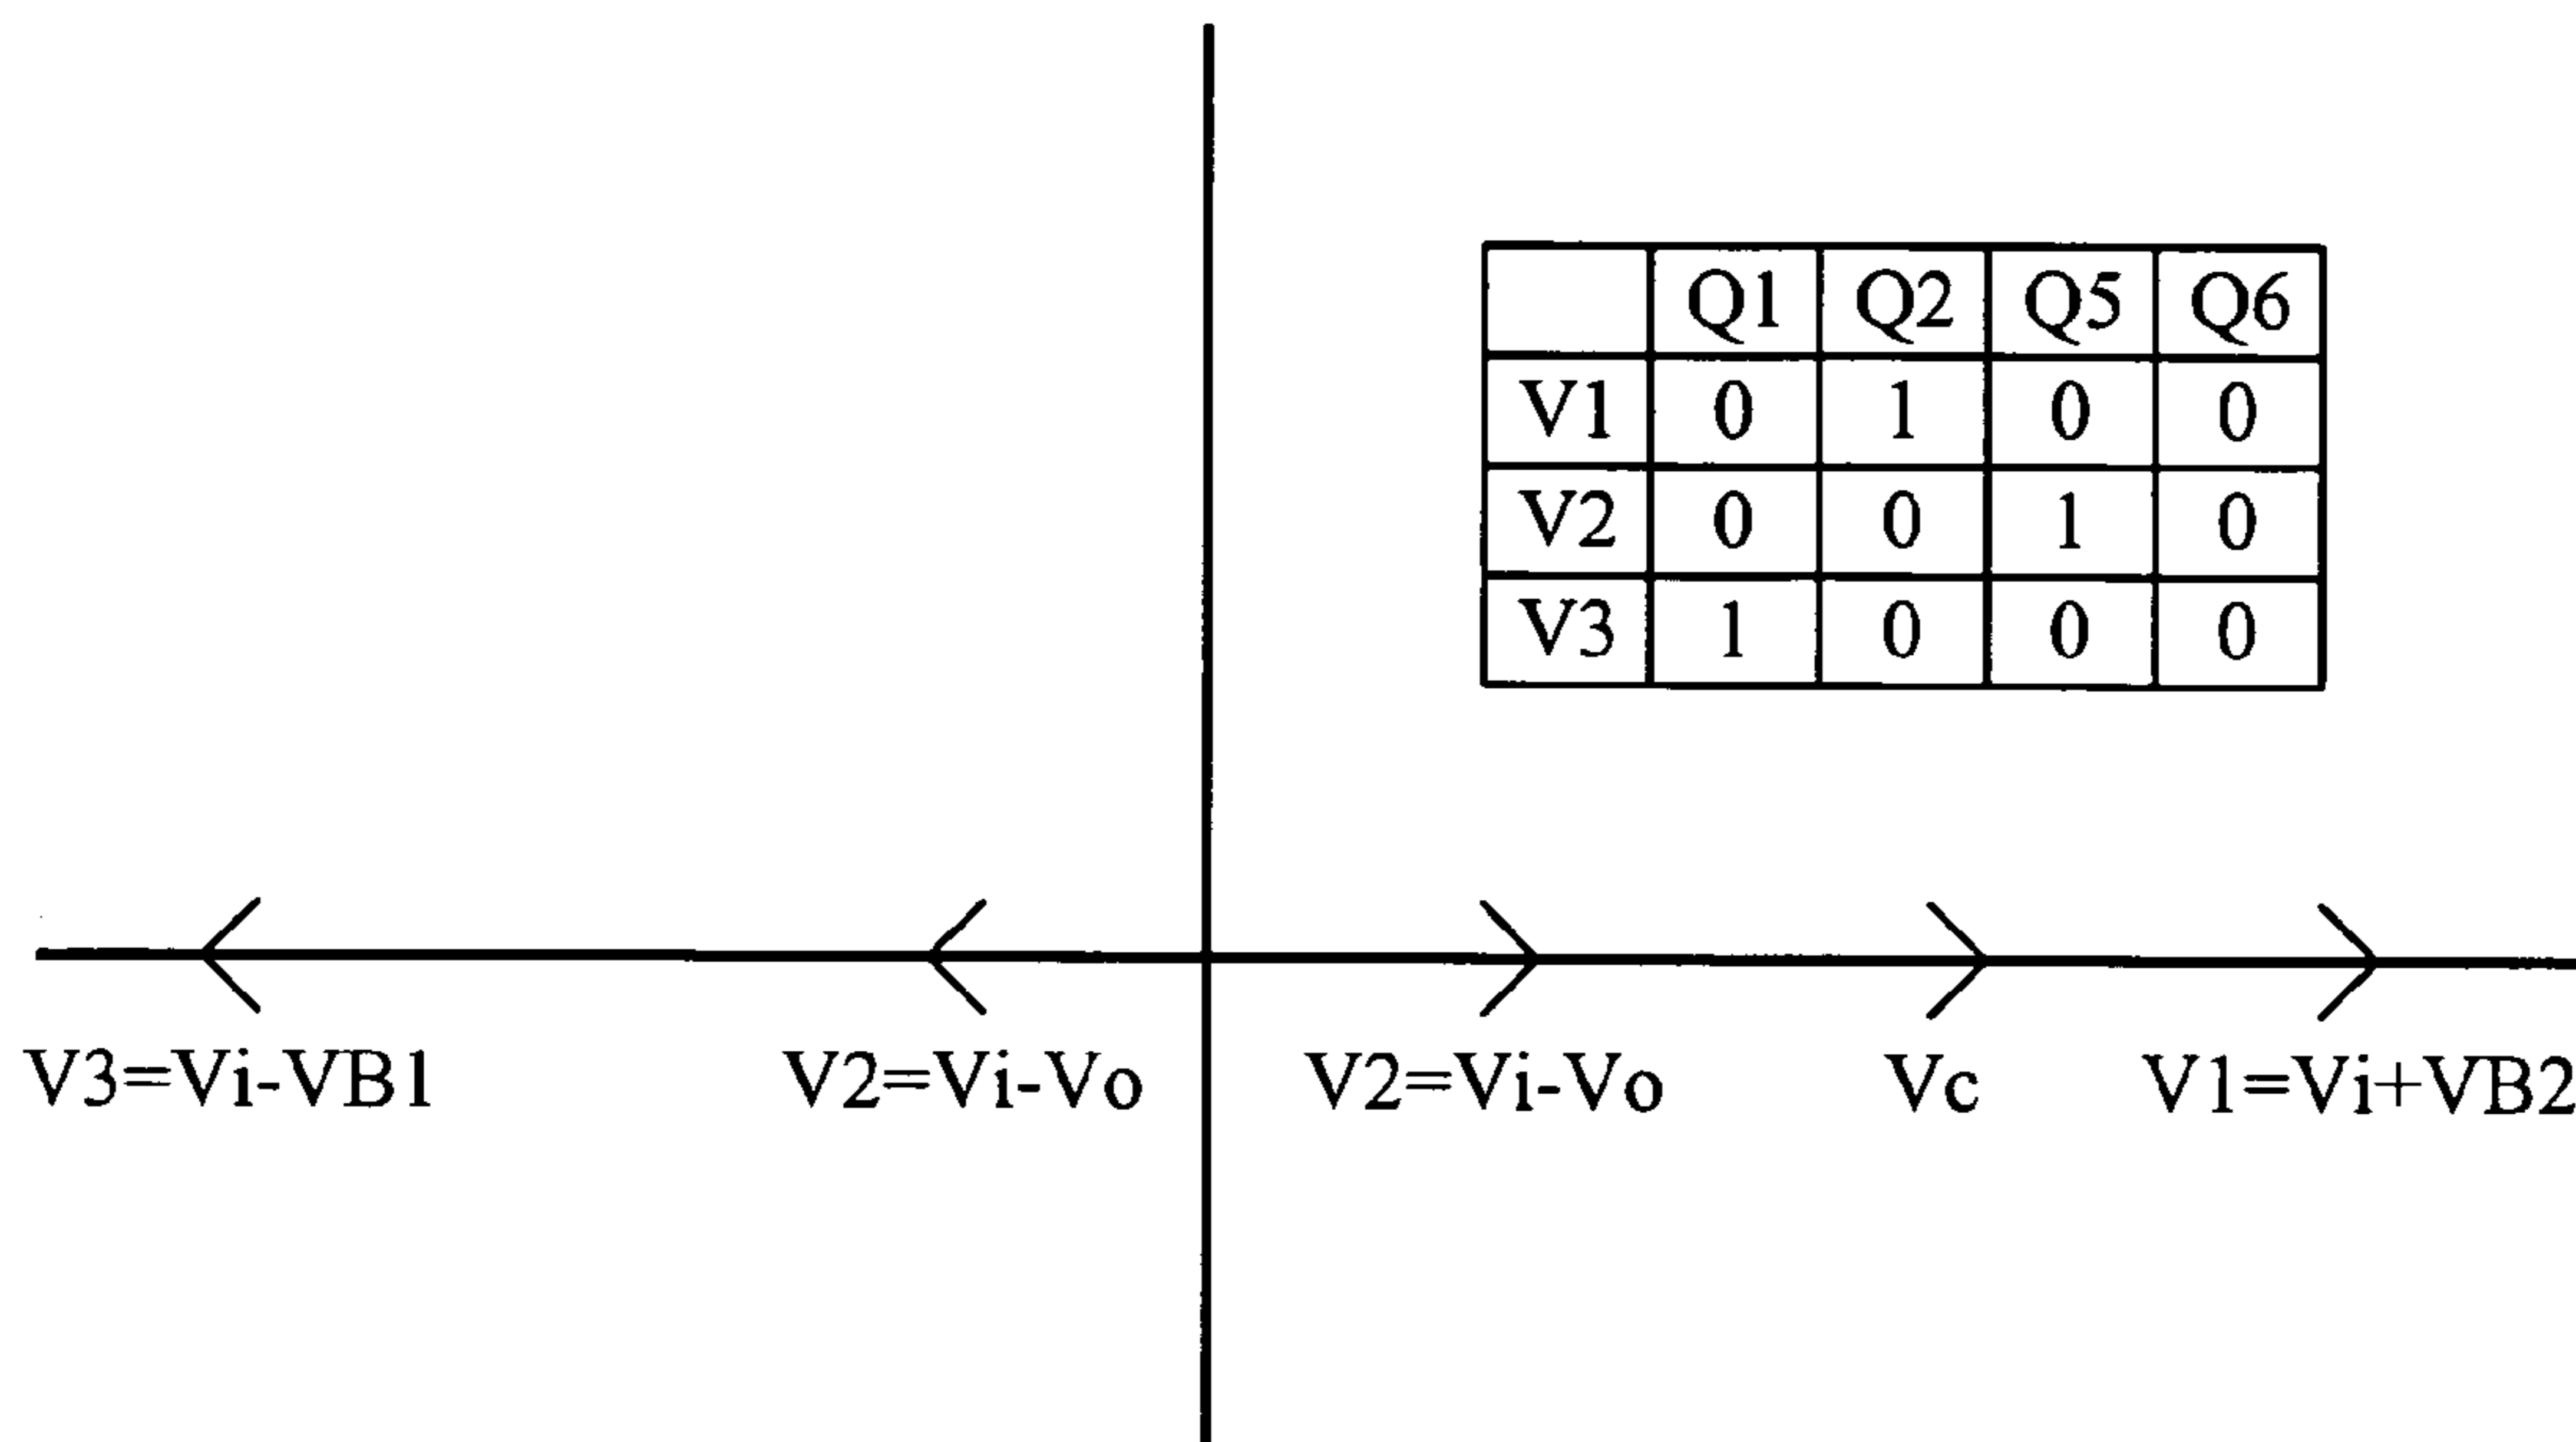 Q1 Q2 Q5 Q6
V1 0 1 0 0
V2 0 0 1 0
V3 1 0 0 0
V3=Vi-VB1 V2=Vi-Vo V2=Vi-Vo Vc V1=Vi+VB2